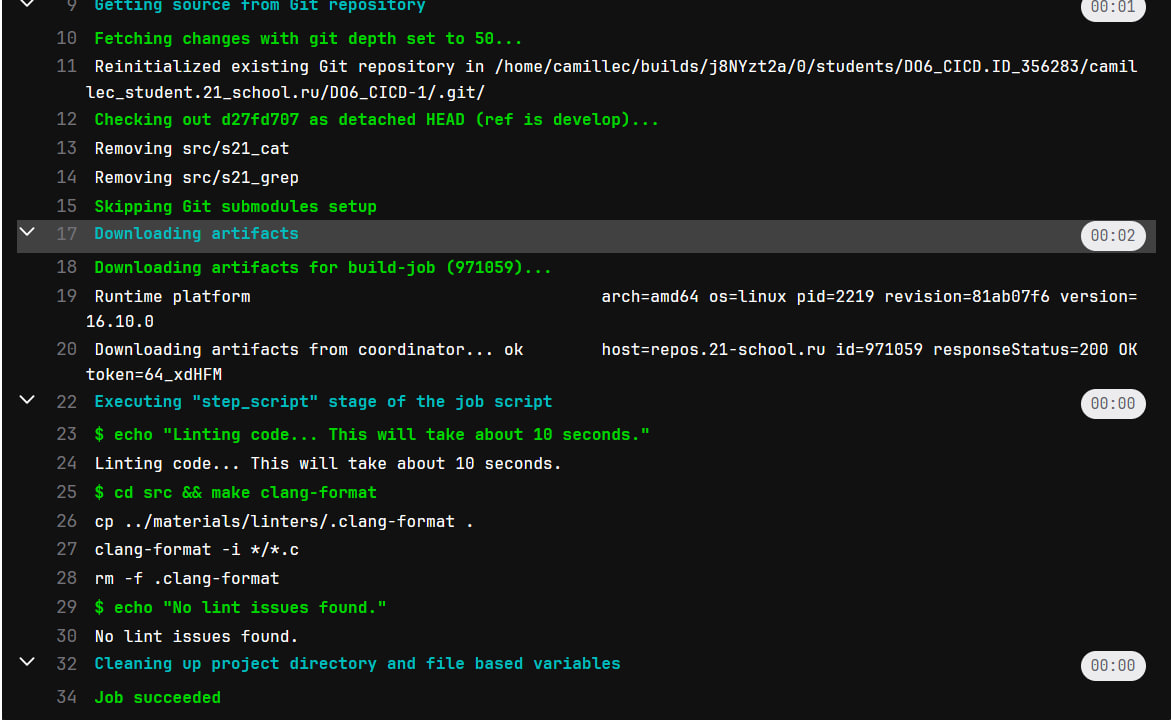 9 Getting source from Git repository 00:01
10 Fetching changes with git depth set to 50...
11 Reinitialized existing Git repository in /home/camillec/builds/j8NYzt2a/0/students/DO6_CICD.ID_356283/camil
lec_student.21_school.ru/DO6_CICD-1/.git/
12 Checking out d27fd707 as detached HEAD (ref is develop)...
13 Removing src/s21_cat
14 Removing src/s21_grep
15 Skipping Git submodules setup
17 Downloading artifacts 00:02
18 Downloading artifacts for build-job (971059)...
19 Runtime platform arch=amd64 os=linux pid=2219 revision=81ab07f6 version=
16.10.0
20 Downloading artifacts from coordinator... ok host=repos.21-school.ru id=971059 responseStatus=200 OK
token=64_xdHFM
22 Executing "step_script" stage of the job script 00:00
23 $ echo "Linting code... This will take about 10 seconds."
24 Linting code... This will take about 10 seconds.
25 $ cd src && make clang-format
26 cp ../materials/linters/.clang-format .
27 clang-format -i */*.c
28 rm -f .clang-format
29 $ echo "No lint issues found."
30 No lint issues found.
32 Cleaning up project directory and file based variables 00:00
34 Job succeeded